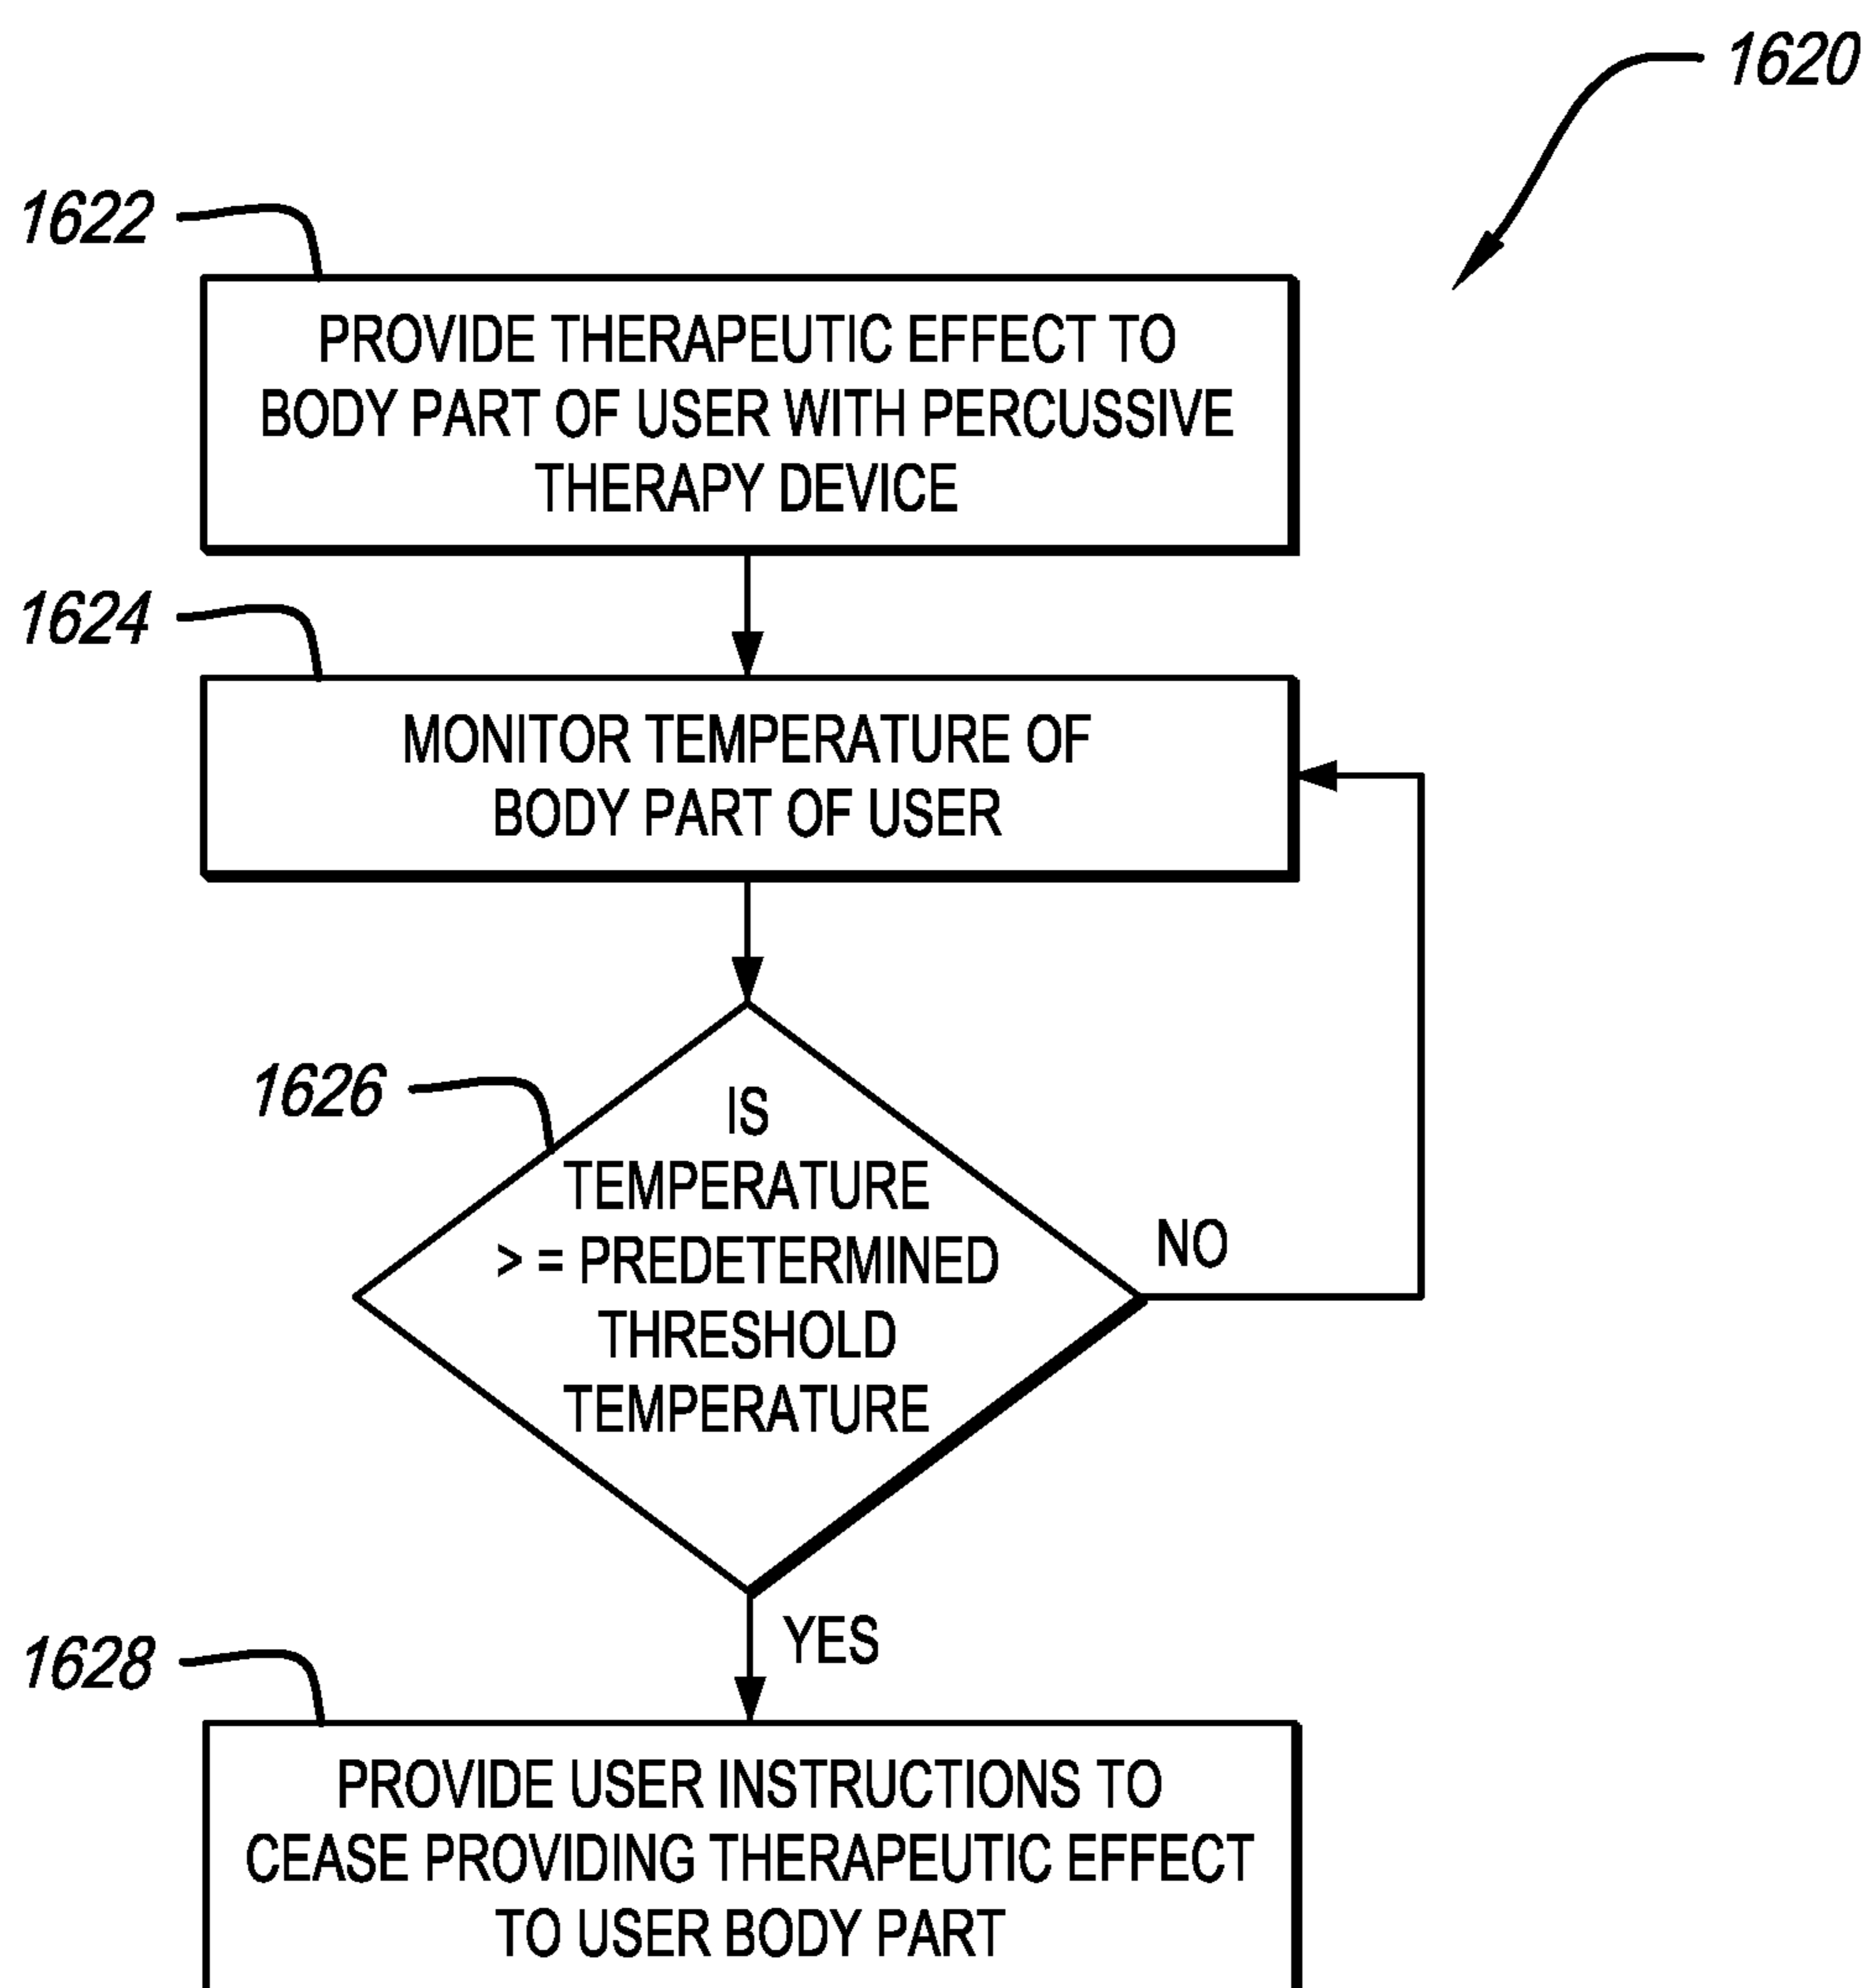 1620
1622
PROVIDE THERAPEUTIC EFFECT TO
BODY PART OF USER WITH PERCUSSIVE
THERAPY DEVICE
1624
MONITOR TEMPERATURE OF
BODY PART OF USER
1626
IS
TEMPERATURE
> = PREDETERMINED
THRESHOLD
TEMPERATURE
NO
YES
1628
PROVIDE USER INSTRUCTIONS TO
CEASE PROVIDING THERAPEUTIC EFFECT
TO USER BODY PART